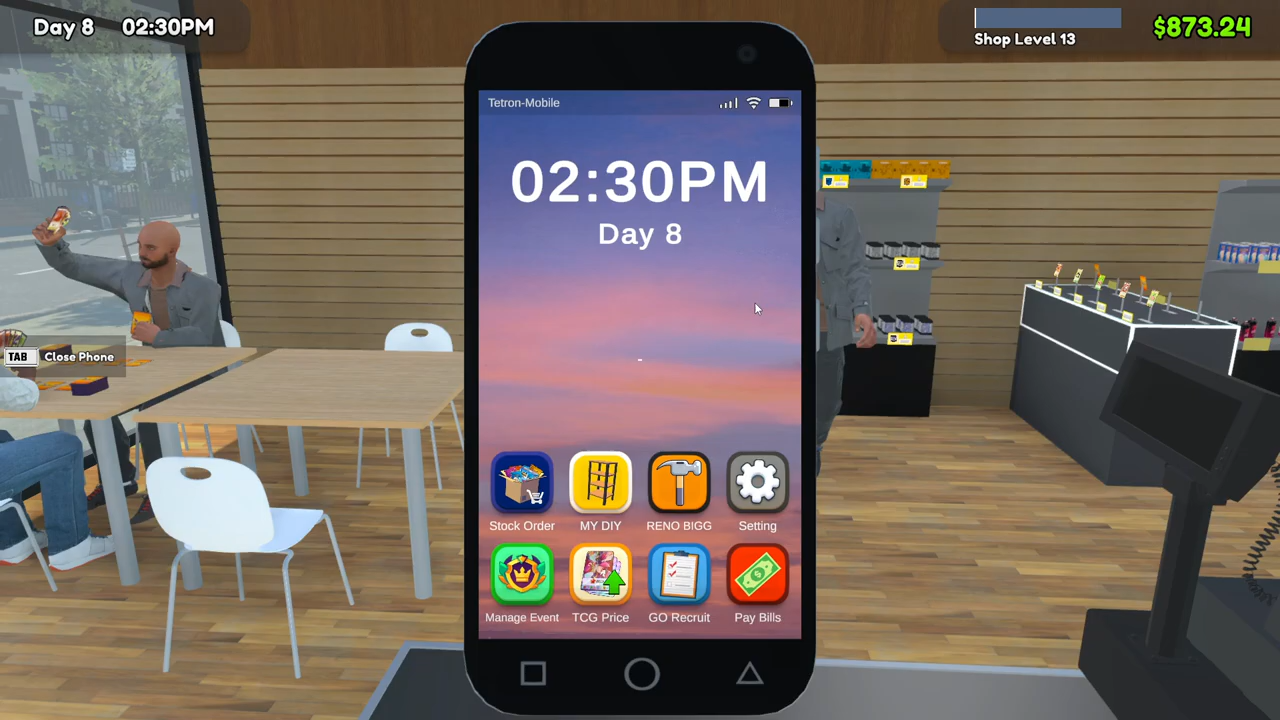 Day 8 02:30PM
Shop Level 13
$873.24
Tetron-Mobile
02:30PM
Day 8
TAB Close Phone
Stock Order MY DIY RENO BIGG Setting
Manage Event TCG Price GO Recruit Pay Bills